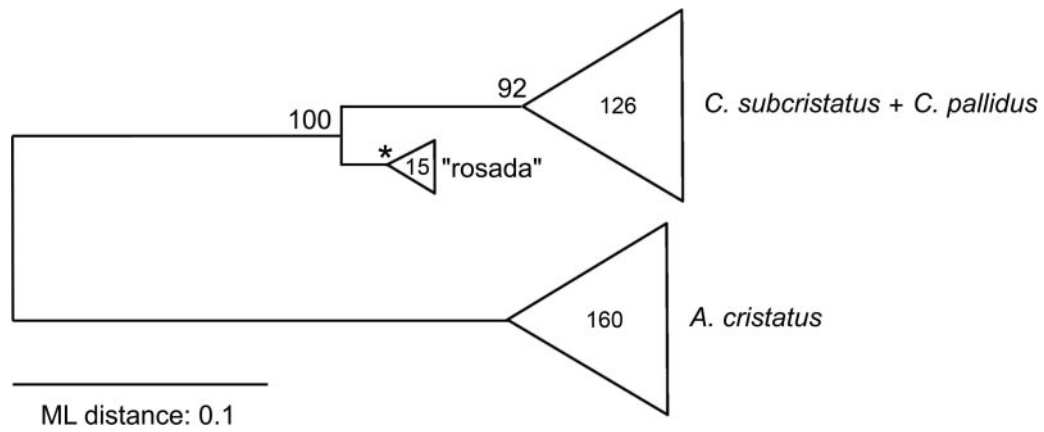 92
126
C. subcristatus + C. pallidus
100
*
15
"rosada"
160
A. cristatus
ML distance: 0.1